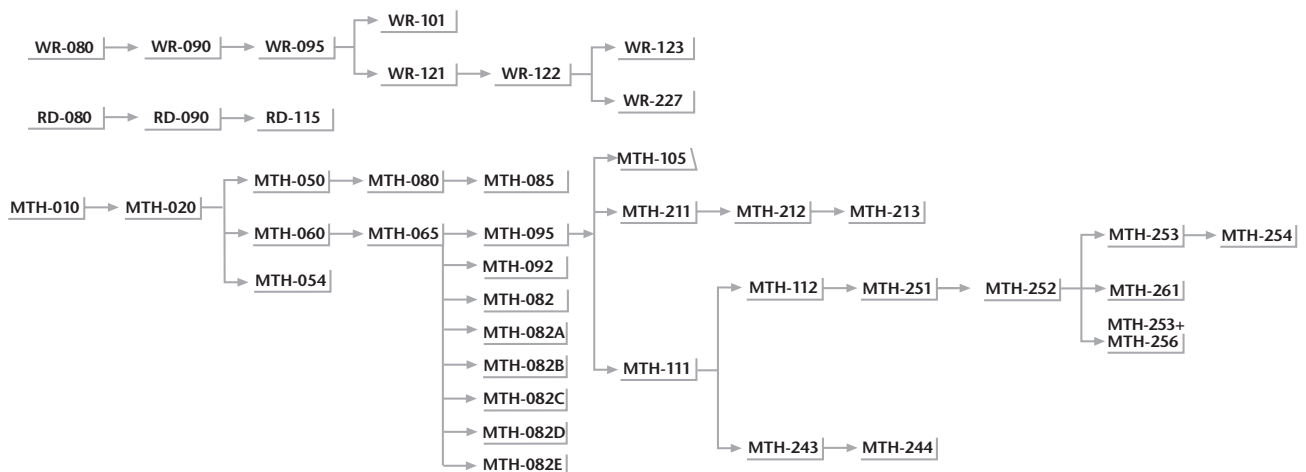 WR-101
WR-080 WR-090 WR-095 WR-123
WR-121 WR-122
WR-227
RD-080 RD-090 RD-115
MTH-105
MTH-050 MTH-080 MTH-085
MTH-010 MTH-020 MTH-211 MTH-212 MTH-213
MTH-060 MTH-065 MTH-095 MTH-253 MTH-254
MTH-092
MTH-054
MTH-112 MTH-251 MTH-252 MTH-261
MTH-082
MTH-253+
MTH-082A MTH-256
MTH-082B
MTH-111
MTH-082C
MTH-082D
MTH-243 MTH-244
MTH-082E